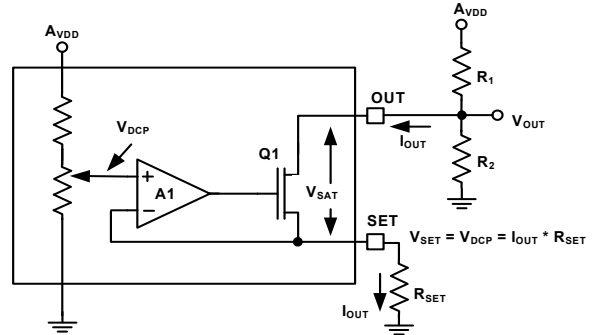 AVDD
AVDD
R1
OUT
VOUT
VDCP
IOUT
Q1
R2
+
A1
VSAT
−
SET
VSET = VDCP = IOUT * RSET
IOUT
RSET